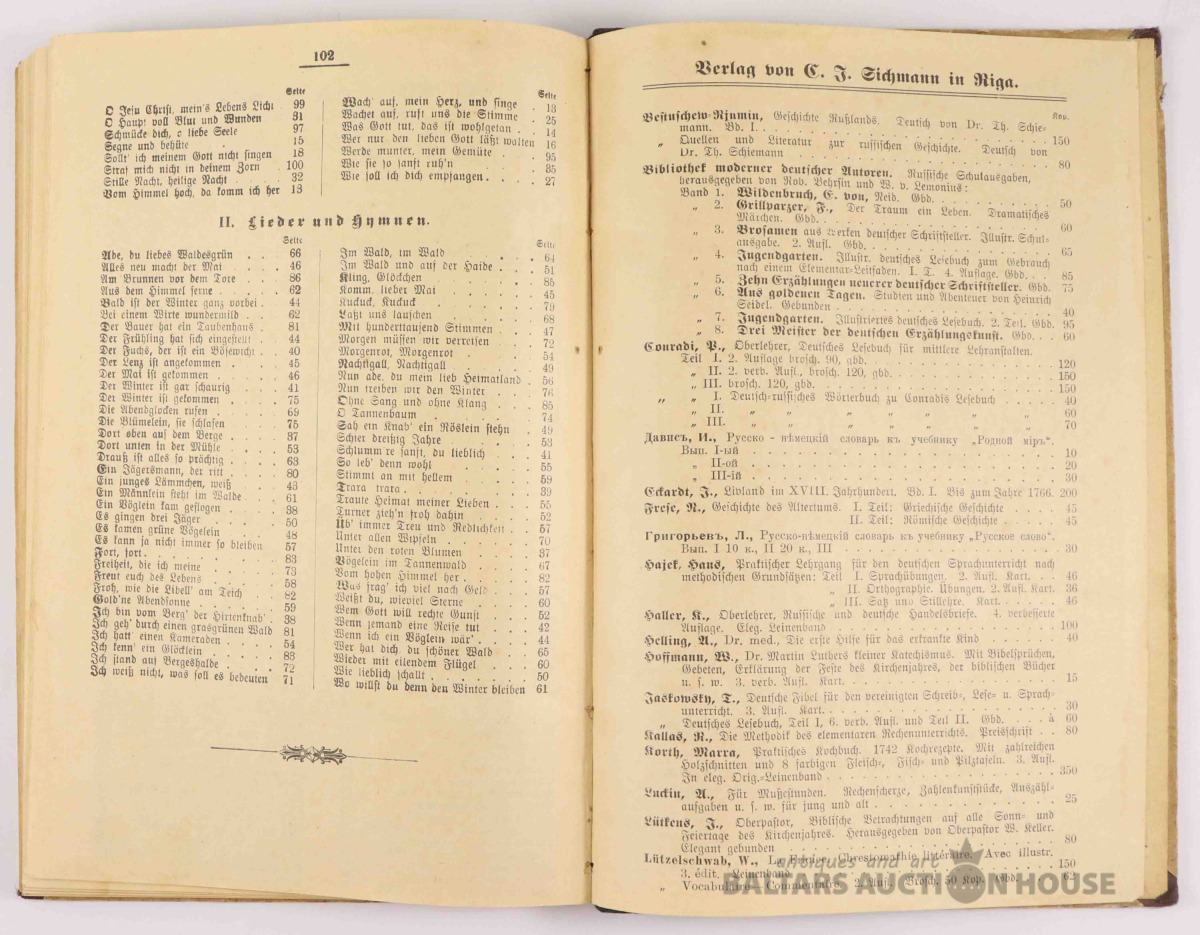 102
Seite
O Jesu Christ, mein's Lebens Licht 99
O Haupt voll Blut und Wunden 31
Schmücke dich, o liebe Seele 97
Segne und behüte 15
Sollt' ich meinem Gott nicht singen 18
Straf mich nicht in deinem Zorn 100
Stille Nacht, heilige Nacht 32
Vom Himmel hoch, da komm ich her 13
Seite
Wach' auf, mein Herz, und singe 13
Wachet auf, ruft uns die Stimme 25
Was Gott tut, das ist wohlgetan 14
Wer nur den lieben Gott läßt walten 16
Werde munter, mein Gemüte 95
Wie sie so sanft ruh'n 35
Wie soll ich dich empfangen 27
II. Lieder und Hymnen.
Seite
Ade, du liebes Waldesgrün 66
Alles neu macht der Mai 46
Am Brunnen vor dem Tore 86
Aus dem Himmel ferne 62
Bald ist der Winter ganz vorbei 44
Bei einem Wirte wundermild 62
Der Bauer hat ein Taubenhaus 81
Der Frühling hat sich eingestellt 44
Der Fuchs, der ist ein Bösewicht 40
Der Lenz ist angekommen 45
Der Mai ist gekommen 46
Der Winter ist gar schaurig 41
Der Winter ist gekommen 75
Die Abendglocken rufen 69
Die Blümelein, sie schlafen 75
Dort oben auf dem Berge 37
Dort unten in der Mühle 53
Drauß ist alles so prächtig 63
Ein Jägersmann, der ritt 80
Ein junges Lämmchen, weiß 43
Ein Männlein steht im Walde 61
Ein Vöglein kam geflogen 38
Es gingen drei Jäger 50
Es kamen grüne Vögelein 48
Es kann ja nicht immer so bleiben 57
Fort, fort 83
Freiheit, die ich meine 73
Freut euch des Lebens 58
Froh, wie die Libell' am Teich 82
Gold'ne Abendsonne 59
Ich bin vom Berg' der Hirtenknab' 38
Ich geh' durch einen grasgrünen Wald 81
Ich hatt' einen Kameraden 54
Ich kenn' ein Glöcklein 83
Ich stand auf Bergeshalde 72
Ich weiß nicht, was soll es bedeuten 71
Seite
Im Wald, im Wald 64
Im Wald und auf der Haide 51
Kling, Glöckchen 85
Komm, lieber Mai 45
Kuckuck, Kuckuck 79
Laßt uns lauschen 68
Mit hunderttausend Stimmen 47
Morgen müssen wir verreisen 72
Morgenrot, Morgenrot 54
Nachtigall, Nachtigall 49
Nun ade, du mein lieb Heimatland 56
Nun treiben wir den Winter 76
Ohne Sang und ohne Klang 85
O Tannenbaum 74
Sah ein Knab' ein Röslein stehn 49
Schier dreißig Jahre 53
Schlumm're sanft, du lieblich 41
So leb' denn wohl 55
Stimmt an mit hellem 59
Trara trara 39
Traute Heimat meiner Lieben 55
Turner zieh'n froh dahin 52
Üb' immer Treu und Redlichkeit 57
Unter allen Wipfeln 70
Unter den roten Blumen 37
Vöglein im Tannenwald 67
Vom hohen Himmel her 82
Was frag' ich viel nach Geld 57
Weißt du, wieviel Sterne 60
Wem Gott will rechte Gunst 52
Wenn jemand eine Reise tut 42
Wenn ich ein Vöglein wär' 44
Wer hat dich, du schöner Wald 65
Wieder mit eilendem Flügel 60
Wie lieblich schallt 50
Wo willst du denn den Winter bleiben 61
Verlag von C. J. Sichmann in Riga.
Kop.
Bestuschew-Rjumin, Geschichte Rußlands. Deutsch von Dr. Th. Schie-
mann. Bd. I. 150
„ Quellen und Literatur zur russischen Geschichte. Deutsch von
Dr. Th. Schiemann 80
Bibliothek moderner deutscher Autoren. Russische Schulausgaben,
herausgegeben von Rob. Behrsin und W. v. Lemonius:
Band 1. Wildenbruch, E. von, Neid. Gbd. 50
„ 2. Grillparzer, F., Der Traum ein Leben. Dramatisches
Märchen. Gbd. 60
„ 3. Brosamen aus Werken deutscher Schriftsteller. Illustr. Schul-
ausgabe. 2. Aufl. Gbd. 65
„ 4. Jugendgarten. Illustr. deutsches Lesebuch zum Gebrauch
nach einem Elementar-Leitfaden. I. T. 4. Auflage. Gbd. 85
„ 5. Zehn Erzählungen neuerer deutscher Schriftsteller. Gbd. 75
„ 6. Aus goldenen Tagen. Studien und Abenteuer von Heinrich
Seidel. Gebunden 40
„ 7. Jugendgarten. Illustriertes deutsches Lesebuch. 2. Teil. Gbd. 95
„ 8. Drei Meister der deutschen Erzählungskunst. Gbd. 60
Conradi, P., Oberlehrer, Deutsches Lesebuch für mittlere Lehranstalten.
Teil I. 2. Auflage brosch. 90, gbd. 120
„ II. 2. verb. Aufl., brosch. 120, gbd. 150
„ III. brosch. 120, gbd. 150
„ „ I. Deutsch-russisches Wörterbuch zu Conradis Lesebuch 40
„ II. „ „ „ „ „ „ 60
„ III. „ „ „ „ „ „ 70
Дависъ, И., Русско-нѣмецкій словарь къ учебнику „Родной міръ".
Вып. I-ый 10
„ II-ой 20
„ III-ій 30
Eckardt, J., Livland im XVIII. Jahrhundert. Bd. I. Bis zum Jahre 1766. 200
Frese, R., Geschichte des Altertums. I. Teil: Griechische Geschichte 45
II. Teil: Römische Geschichte 45
Григорьевъ, Л., Русско-нѣмецкій словарь къ учебнику „Русское слово".
Вып. I 10 к., II 20 к., III 30
Hajek, Hans, Praktischer Lehrgang für den deutschen Sprachunterricht nach
methodischen Grundsätzen: Teil I. Sprachübungen. 2. Aufl. Kart. 46
„ II. Orthographie. Übungen. 2. Aufl. Kart. 36
„ III. Satz und Stillehre. Kart. 46
Haller, K., Oberlehrer, Russische und deutsche Handelsbriefe. 4. verbesserte
Auflage. Eleg. Leinenband 100
Helling, A., Dr. med., Die erste Hilfe für das erkrankte Kind 40
Hoffmann, W., Dr. Martin Luthers kleiner Katechismus. Mit Bibelsprüchen,
Gebeten, Erklärung der Feste des Kirchenjahres, der biblischen Bücher
u. s. w. 3. verb. Aufl. Kart. 15
Jaskowsky, T., Deutsche Fibel für den vereinigten Schreib-, Lese- u. Sprach-
unterricht. 3. Aufl. Kart. 30
„ Deutsches Lesebuch, Teil I, 6. verb. Aufl. und Teil II. Gbd. à 60
Kallas, R., Die Methodik des elementaren Rechenunterrichts. Preisschrift 80
Korth, Marra, Praktisches Kochbuch. 1742 Kochrezepte. Mit zahlreichen
Holzschnitten und 8 farbigen Fleisch-, Fisch- und Pilztafeln. 3. Aufl.
In eleg. Orig.-Leinenband 350
Luckin, A., Für Mußestunden. Rechenscherze, Zahlenkunststücke, Auszähl-
aufgaben u. s. w. für jung und alt 25
Lütkens, J., Oberpastor, Biblische Betrachtungen auf alle Sonn- und
Feiertage des Kirchenjahres. Herausgegeben von Oberpastor W. Keller.
Elegant gebunden 80
Lützelschwab, W., Chrestomathie littéraire. Avec illustr.
3. édit. Leinenband 150
„ Vocabulaire Commentaire 2. Aufl. Brosch. 50 Kop. Gbd. 62
antiques and art
BALTARS AUCTION HOUSE